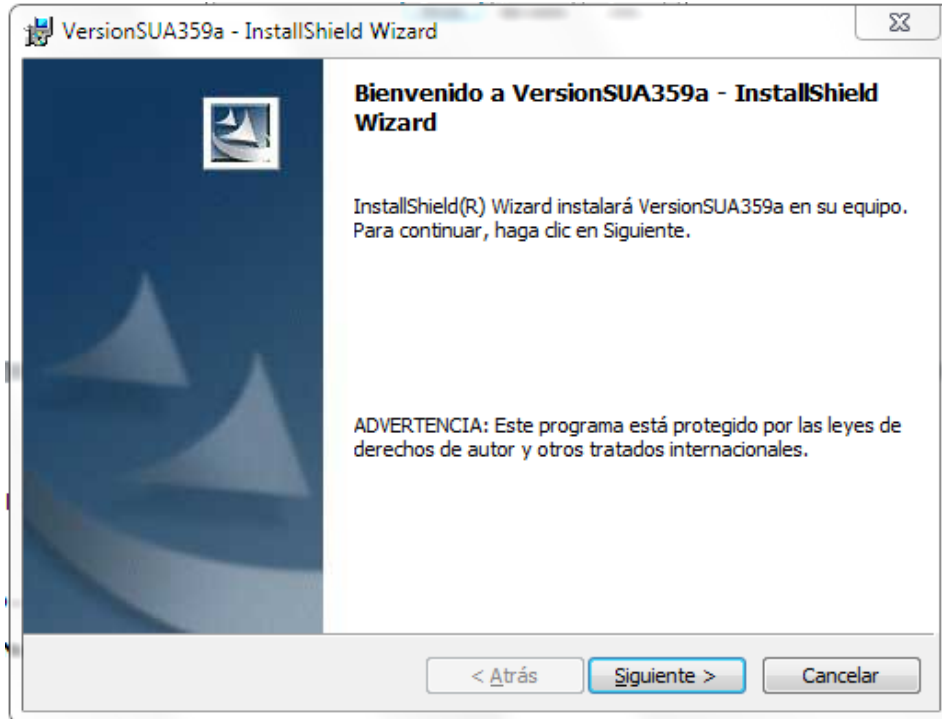 VersionSUA359a - InstallShield Wizard
Bienvenido a VersionSUA359a - InstallShield
Wizard
InstallShield(R) Wizard instalará VersionSUA359a en su equipo.
Para continuar, haga clic en Siguiente.
ADVERTENCIA: Este programa está protegido por las leyes de
derechos de autor y otros tratados internacionales.
< Atrás Siguiente > Cancelar